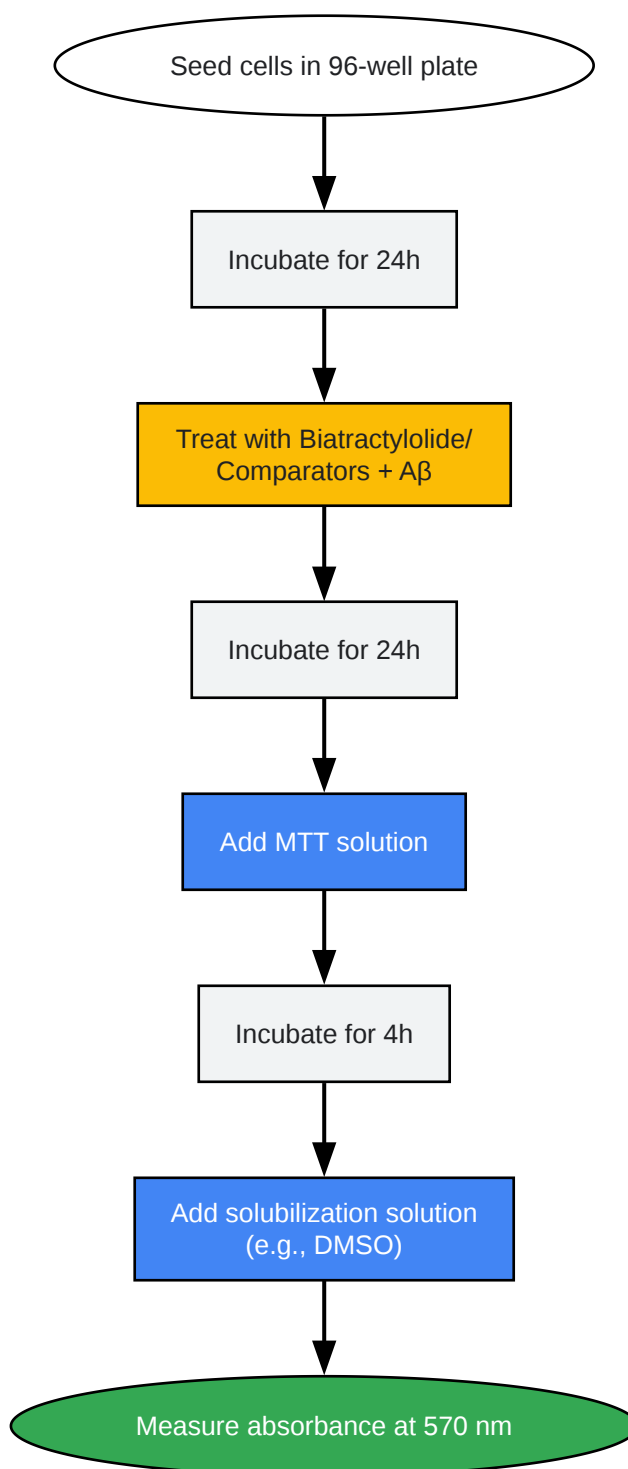 Seed cells in 96-well plate
Incubate for 24h
Treat with Biatractylolide/
Comparators + Aβ
Incubate for 24h
Add MTT solution
Incubate for 4h
Add solubilization solution
(e.g., DMSO)
Measure absorbance at 570 nm